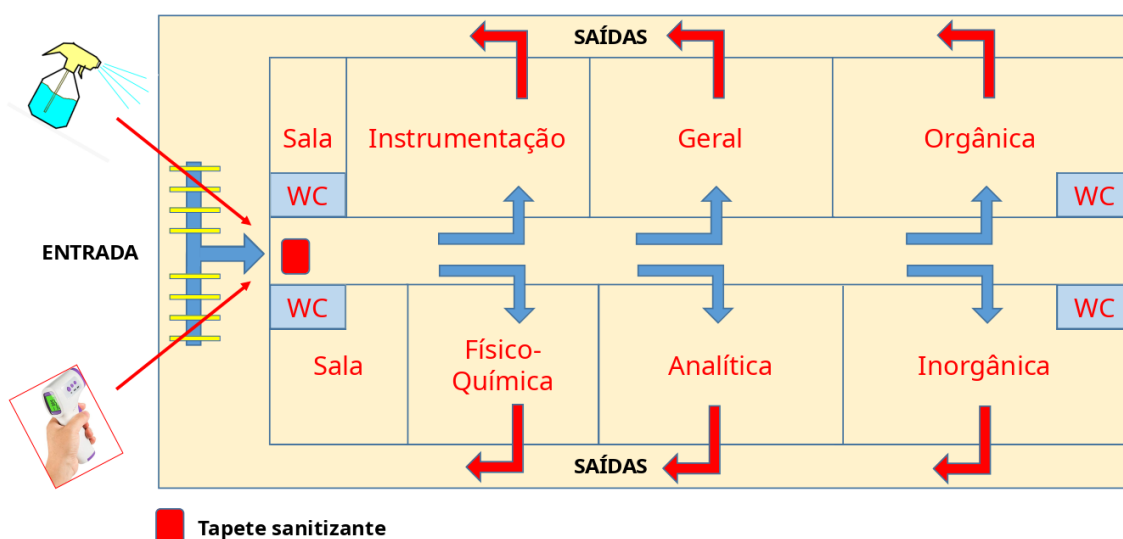 SAÍDAS
Sala
Instrumentação
Geral
Orgânica
WC
WC
ENTRADA
WC
WC
Sala
Físico-
Química
Analítica
Inorgânica
SAÍDAS
Tapete sanitizante